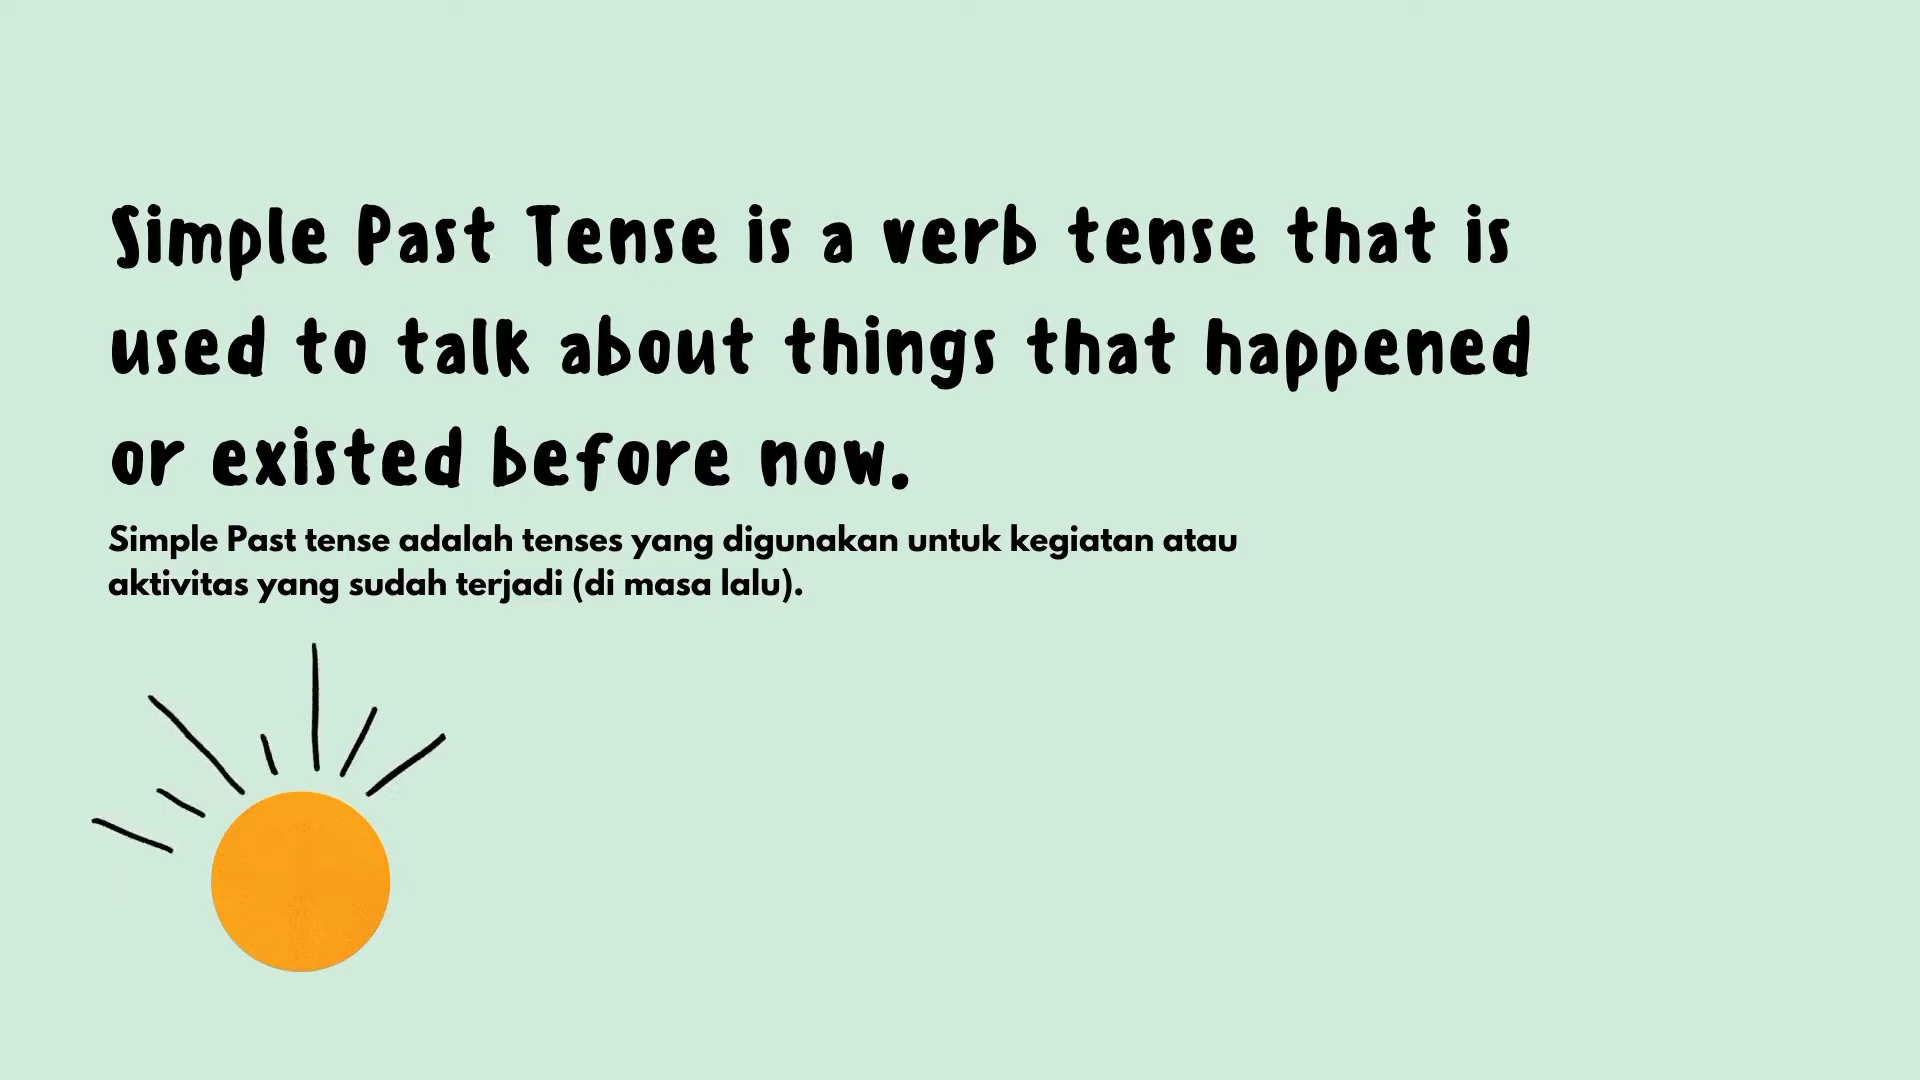 Simple Past Tense is a verb tense that is
used to talk about things that happened
or existed before now.
Simple Past tense adalah tenses yang digunakan untuk kegiatan atau
aktivitas yang sudah terjadi (di masa lalu).